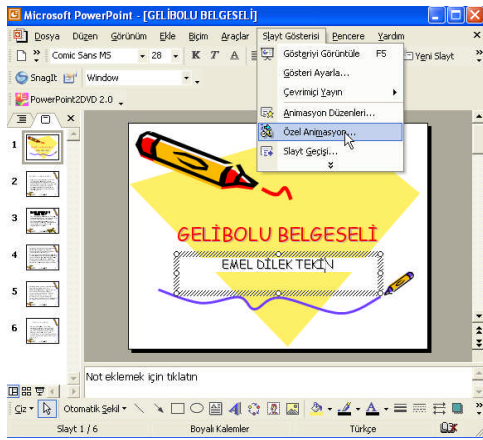 Microsoft PowerPoint - [GELİBOLU BELGESELİ]
Dosya Düzen Görünüm Ekle Biçim Araçlar Slayt Gösterisi Pencere Yardım
Comic Sans MS 28 K T A Yeni Slayt
SnagIt Window
PowerPoint2DVD 2.0
Gösteriyi Görüntüle F5
Gösteri Ayarla...
Çevrimiçi Yayın
Animasyon Düzenleri...
Özel Animasyon...
Slayt Geçişi...
1
2
3
4
5
6
GELİBOLU BELGESELİ
EMEL DİLEK TEKİN
Not eklemek için tıklatın
Çiz Otomatik Şekil
Slayt 1 / 6 Boyalı Kalemler Türkçe